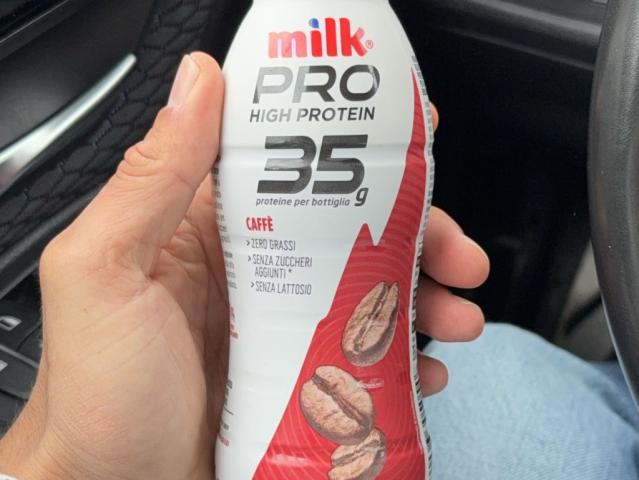 milk®
PRO
HIGH PROTEIN
35g
proteine per bottiglia
CAFFÈ
> ZERO GRASSI
> SENZA ZUCCHERI
AGGIUNTI *
> SENZA LATTOSIO